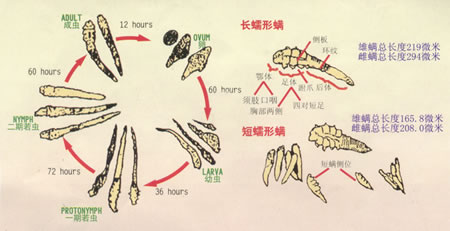 ADULT
成虫
12 hours
OVUM
卵
60 hours
LARVA
幼虫
36 hours
PROTONYMPH
一期若虫
72 hours
NYMPH
二期若虫
60 hours
长蠕形螨
侧板
环纹
雄螨总长度219微米
雌螨总长度294微米
颚体
足体
跗爪
后体
须肢口咽
胸部两侧
四对短足
短蠕形螨
雄螨总长度165.8微米
雌螨总长度208.0微米
短螨侧位